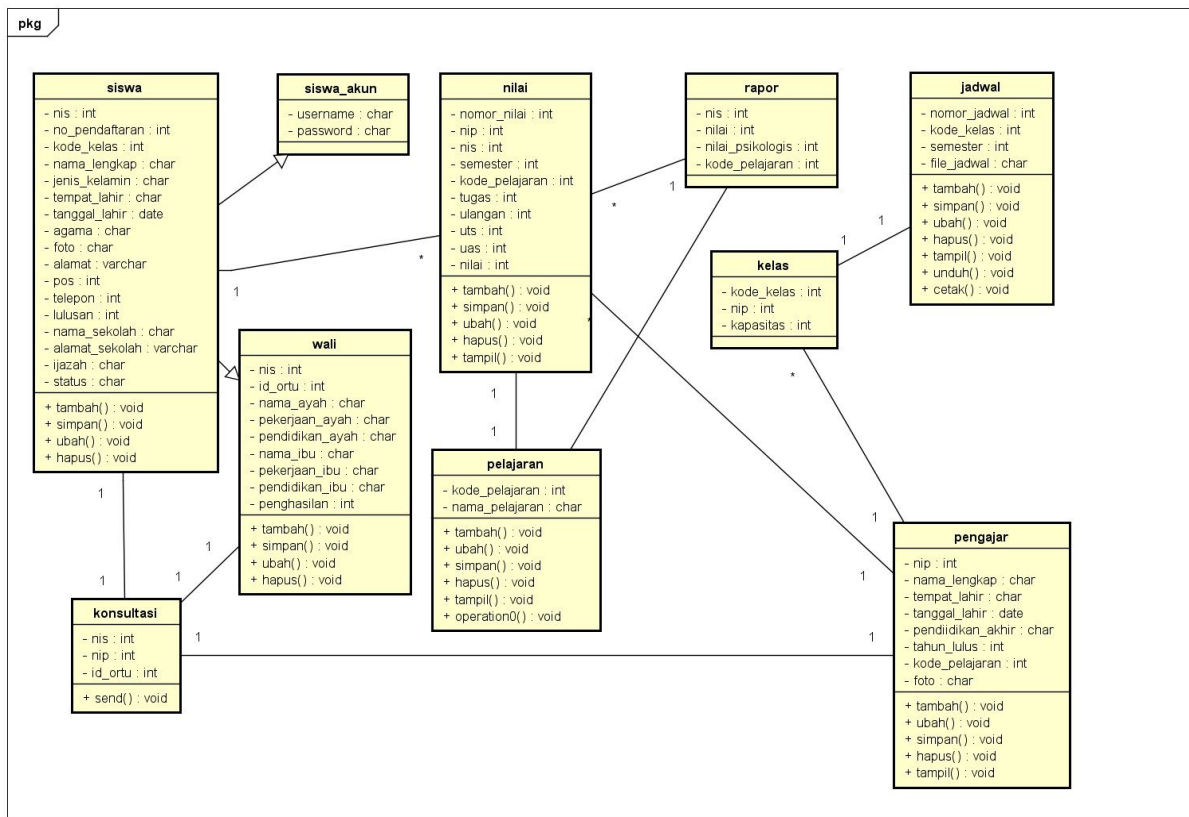 pkg
siswa
- nis : int
- no_pendaftaran : int
- kode_kelas : int
- nama_lengkap : char
- jenis_kelamin : char
- tempat_lahir : char
- tanggal_lahir : date
- agama : char
- foto : char
- alamat : varchar
- pos : int
- telepon : int
- lulusan : int
- nama_sekolah : char
- alamat_sekolah : varchar
- ijazah : char
- status : char
+ tambah() : void
+ simpan() : void
+ ubah() : void
+ hapus() : void
siswa_akun
- username : char
- password : char
nilai
- nomor_nilai : int
- nip : int
- nis : int
- semester : int
- kode_pelajaran : int
- tugas : int
- ulangan : int
- uts : int
- uas : int
- nilai : int
+ tambah() : void
+ simpan() : void
+ ubah() : void
+ hapus() : void
+ tampil() : void
rapor
- nis : int
- nilai : int
- nilai_psikologis : int
- kode_pelajaran : int
jadwal
- nomor_jadwal : int
- kode_kelas : int
- semester : int
- file_jadwal : char
+ tambah() : void
+ simpan() : void
+ ubah() : void
+ hapus() : void
+ tampil() : void
+ unduh() : void
+ cetak() : void
1
*
1
*
1
1
kelas
- kode_kelas : int
- nip : int
- kapasitas : int
wali
- nis : int
- id_ortu : int
- nama_ayah : char
- pekerjaan_ayah : char
- pendidikan_ayah : char
- nama_ibu : char
- pekerjaan_ibu : char
- pendidikan_ibu : char
- penghasilan : int
+ tambah() : void
+ simpan() : void
+ ubah() : void
+ hapus() : void
*
*
1
1
pelajaran
- kode_pelajaran : int
- nama_pelajaran : char
+ tambah() : void
+ ubah() : void
+ simpan() : void
+ hapus() : void
+ tampil() : void
+ operation0() : void
1
1
pengajar
- nip : int
- nama_lengkap : char
- tempat_lahir : char
- tanggal_lahir : date
- pendiidikan_akhir : char
- tahun_lulus : int
- kode_pelajaran : int
- foto : char
+ tambah() : void
+ ubah() : void
+ simpan() : void
+ hapus() : void
+ tampil() : void
1
1
1
1
1
1
konsultasi
- nis : int
- nip : int
- id_ortu : int
+ send() : void